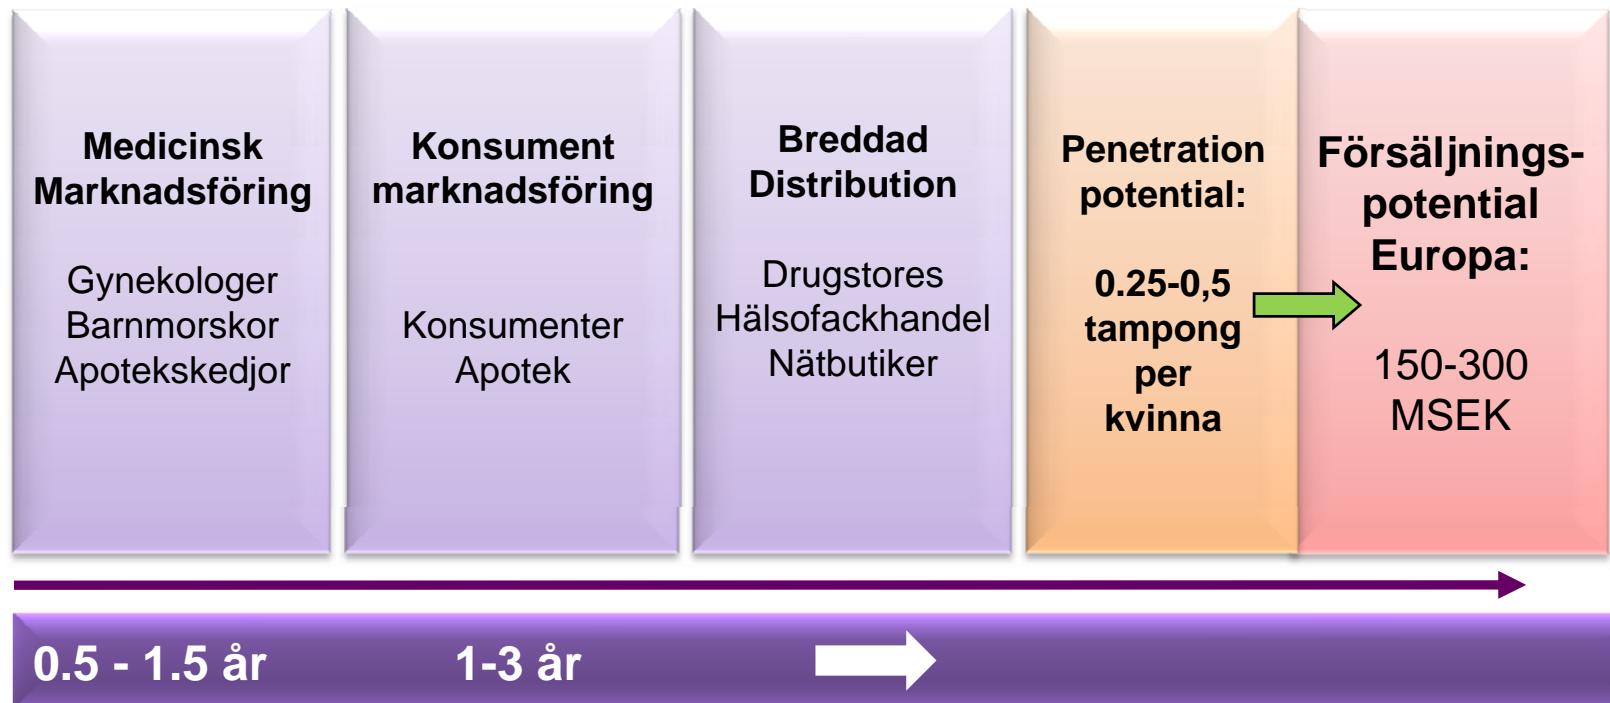 Medicinsk
Marknadsföring
Gynekologer
Barnmorskor
Apotekskedjor
Konsument
marknadsföring
Konsumenter
Apotek
Breddad
Distribution
Drugstores
Hälsofackhandel
Nätbutiker
Penetration
potential:
0.25-0,5
tampong
per
kvinna
Försäljnings-
potential
Europa:
150-300
MSEK
0.5 - 1.5 år
1-3 år